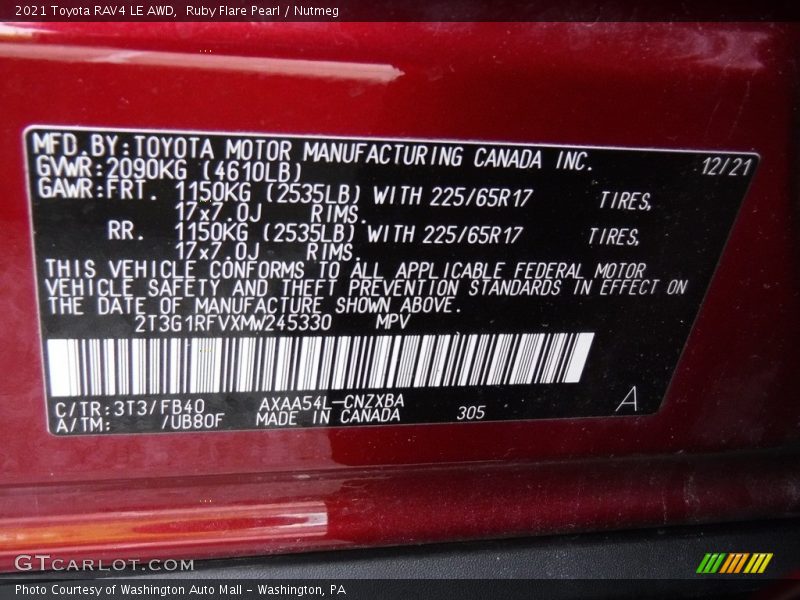 2021 Toyota RAV4 LE AWD,  Ruby Flare Pearl / Nutmeg
MFD.BY:TOYOTA MOTOR MANUFACTURING CANADA INC.
12/21
GVWR:2090KG (4610LB)
GAWR:FRT. 1150KG (2535LB) WITH 225/65R17 TIRES,
17x7.0J RIMS.
RR. 1150KG (2535LB) WITH 225/65R17 TIRES,
17x7.0J RIMS.
THIS VEHICLE CONFORMS TO ALL APPLICABLE FEDERAL MOTOR
VEHICLE SAFETY AND THEFT PREVENTION STANDARDS IN EFFECT ON
THE DATE OF MANUFACTURE SHOWN ABOVE.
2T3G1RFVXMW245330 MPV
C/TR:3T3/FB40 AXAA54L-CNZXBA
A/TM: /UB80F MADE IN CANADA 305
A
GTCARLOT.COM
Photo Courtesy of Washington Auto Mall - Washington, PA